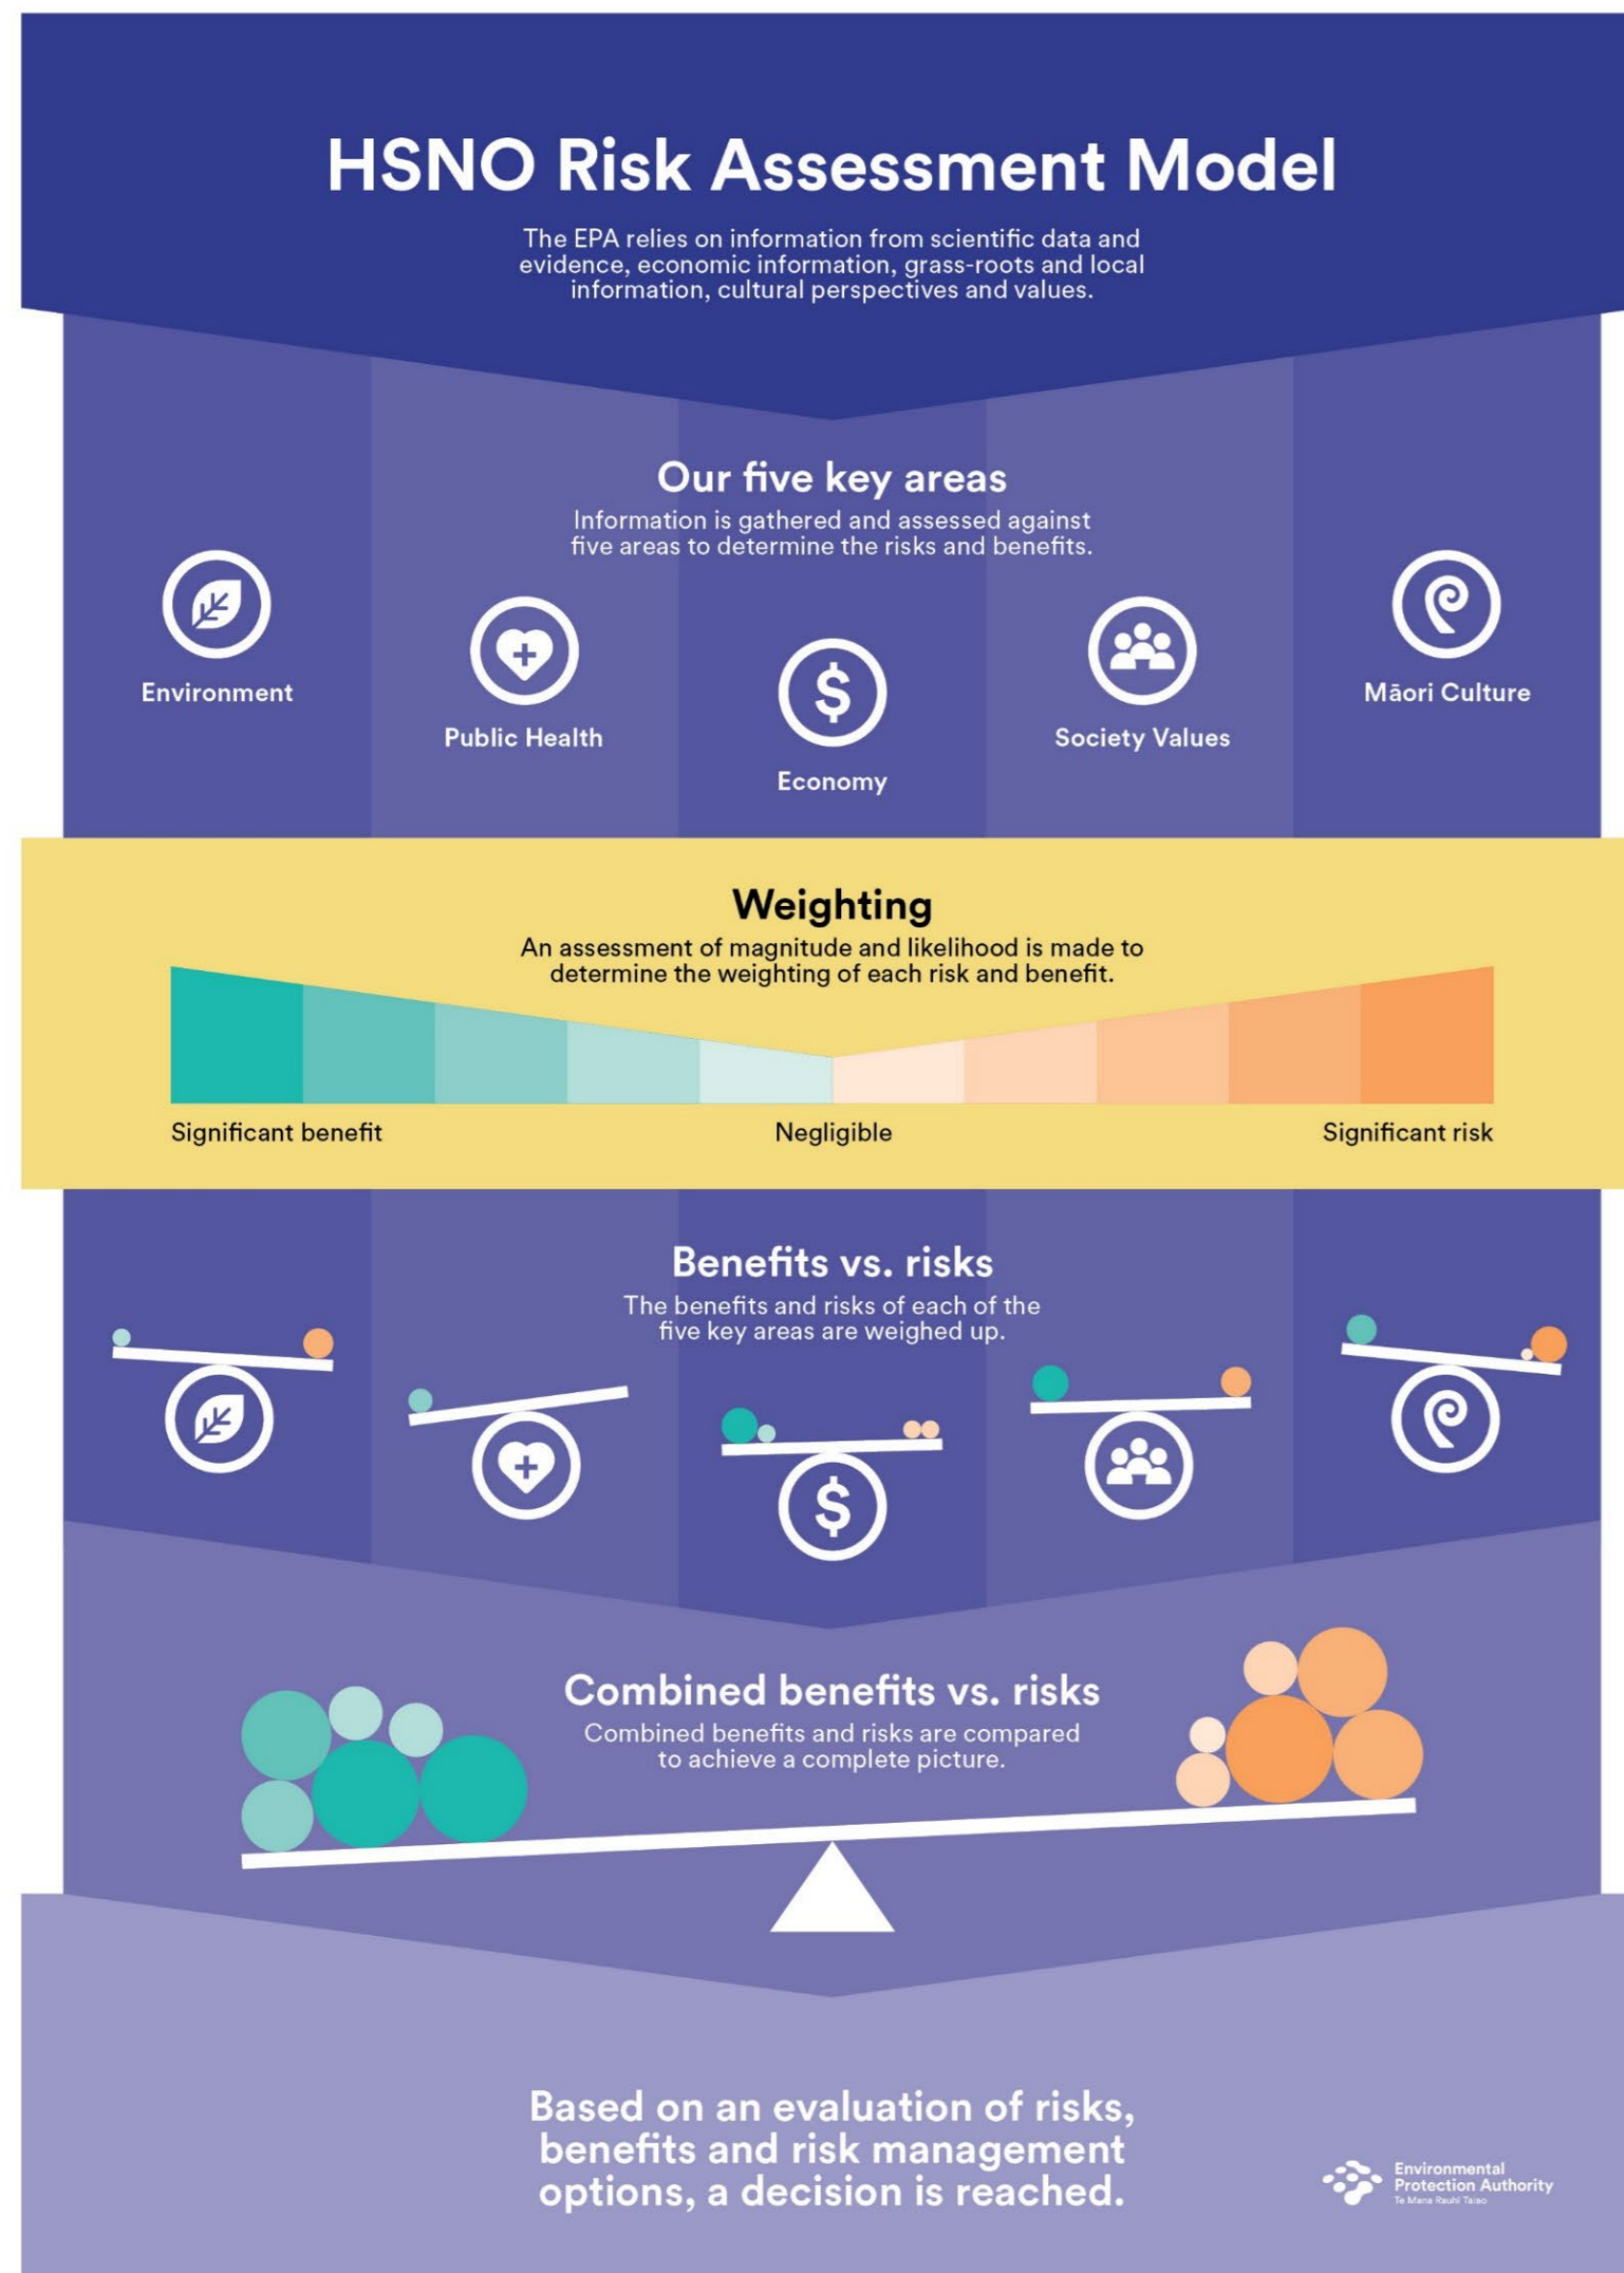 HSNO Risk Assessment Model
The EPA relies on information from scientific data and
evidence, economic information, grass-roots and local
information, cultural perspectives and values.
Our five key areas
Information is gathered and assessed against
five areas to determine the risks and benefits.
Environment
Public Health
Economy
Society Values
Māori Culture
Weighting
An assessment of magnitude and likelihood is made to
determine the weighting of each risk and benefit.
Significant benefit
Negligible
Significant risk
Benefits vs. risks
The benefits and risks of each of the
five key areas are weighed up.
Combined benefits vs. risks
Combined benefits and risks are compared
to achieve a complete picture.
Based on an evaluation of risks,
benefits and risk management
options, a decision is reached.
Environmental
Protection Authority
Te Mana Rauhī Taiao